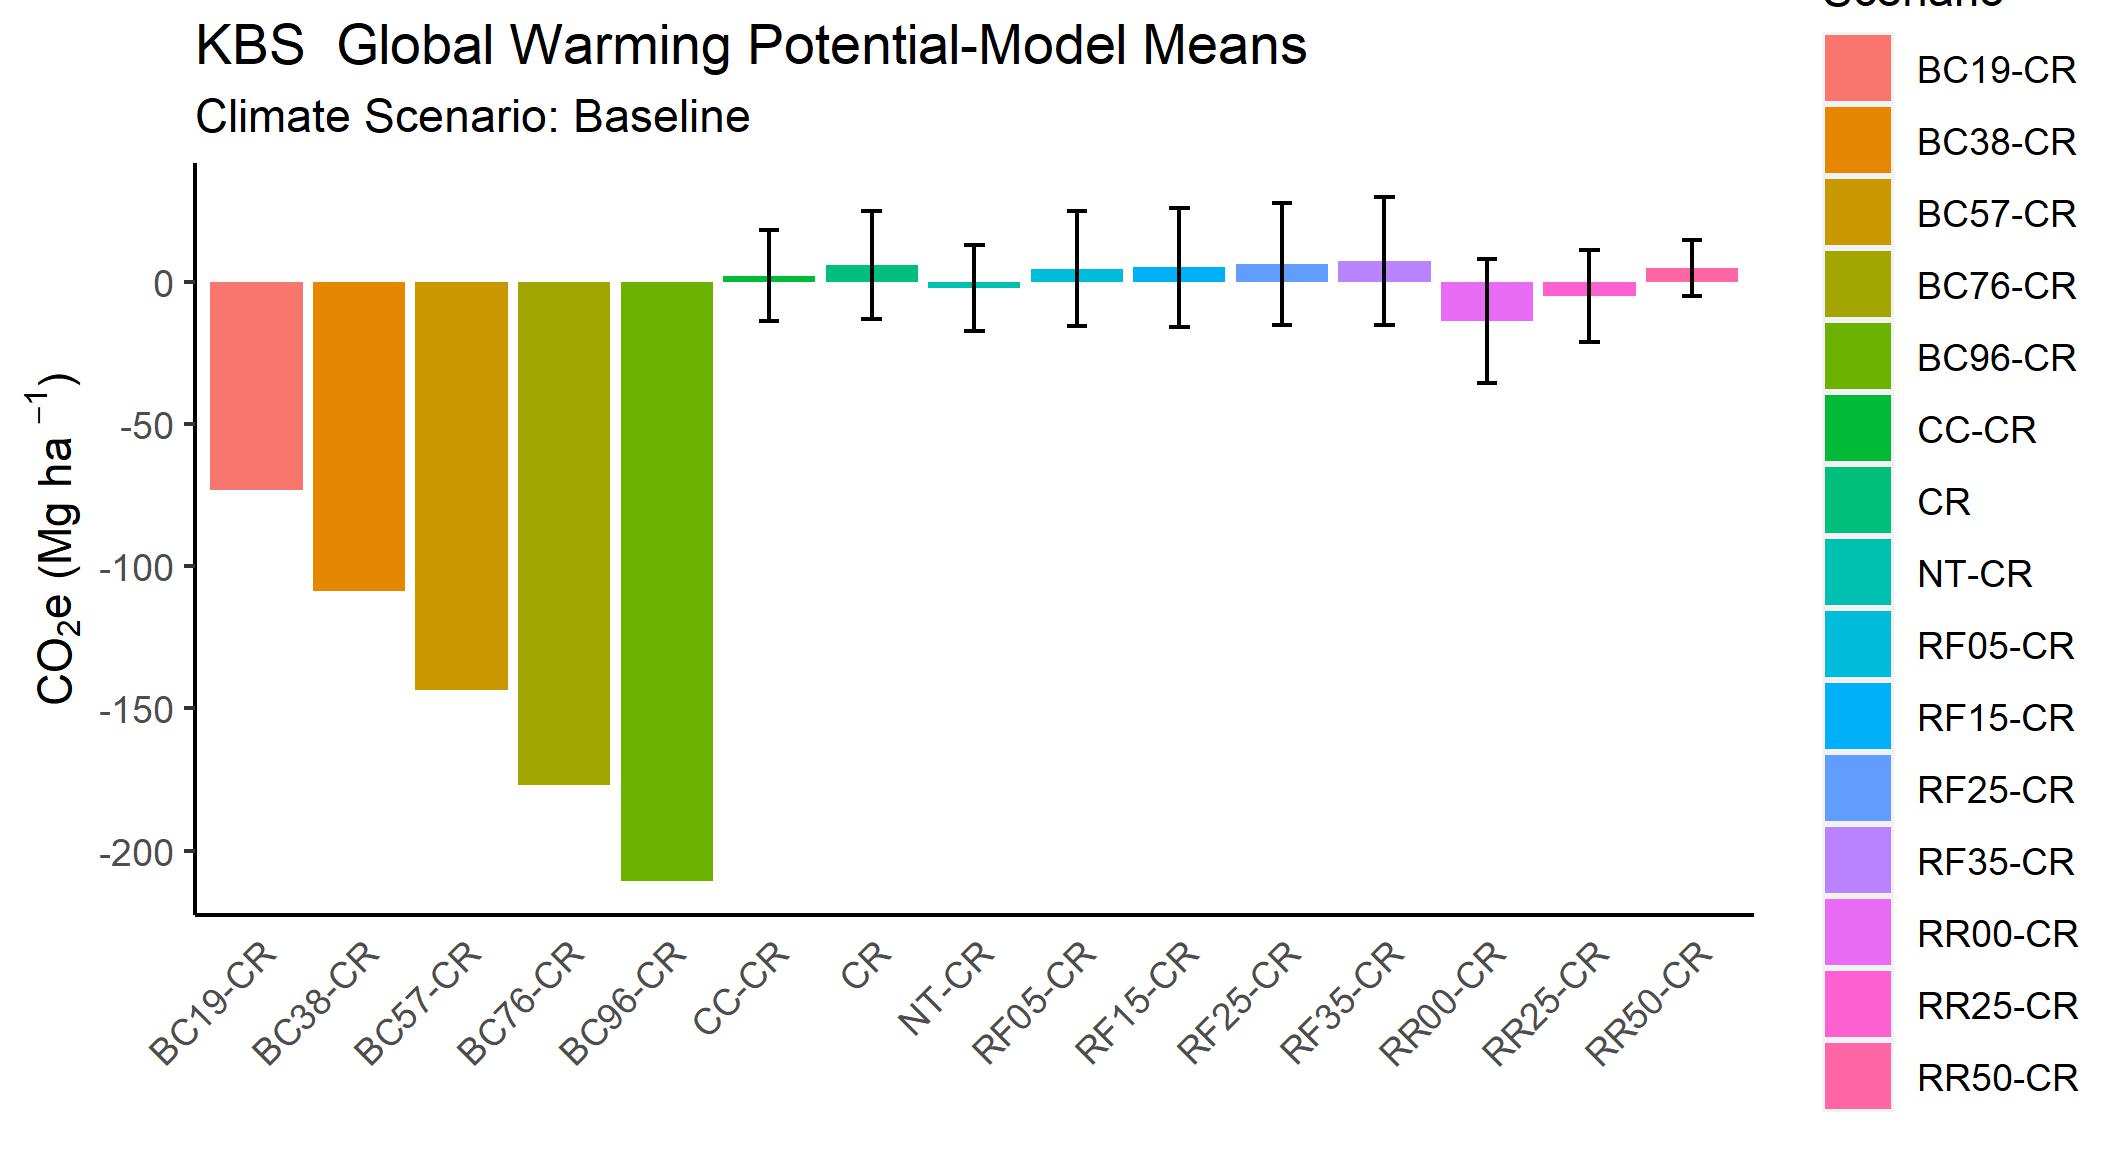 KBS  Global Warming Potential-Model Means
Climate Scenario: Baseline
CO₂e (Mg ha ⁻¹)
0
-50
-100
-150
-200
BC19-CR
BC38-CR
BC57-CR
BC76-CR
BC96-CR
CC-CR
CR
NT-CR
RF05-CR
RF15-CR
RF25-CR
RF35-CR
RR00-CR
RR25-CR
RR50-CR
BC19-CR
BC38-CR
BC57-CR
BC76-CR
BC96-CR
CC-CR
CR
NT-CR
RF05-CR
RF15-CR
RF25-CR
RF35-CR
RR00-CR
RR25-CR
RR50-CR